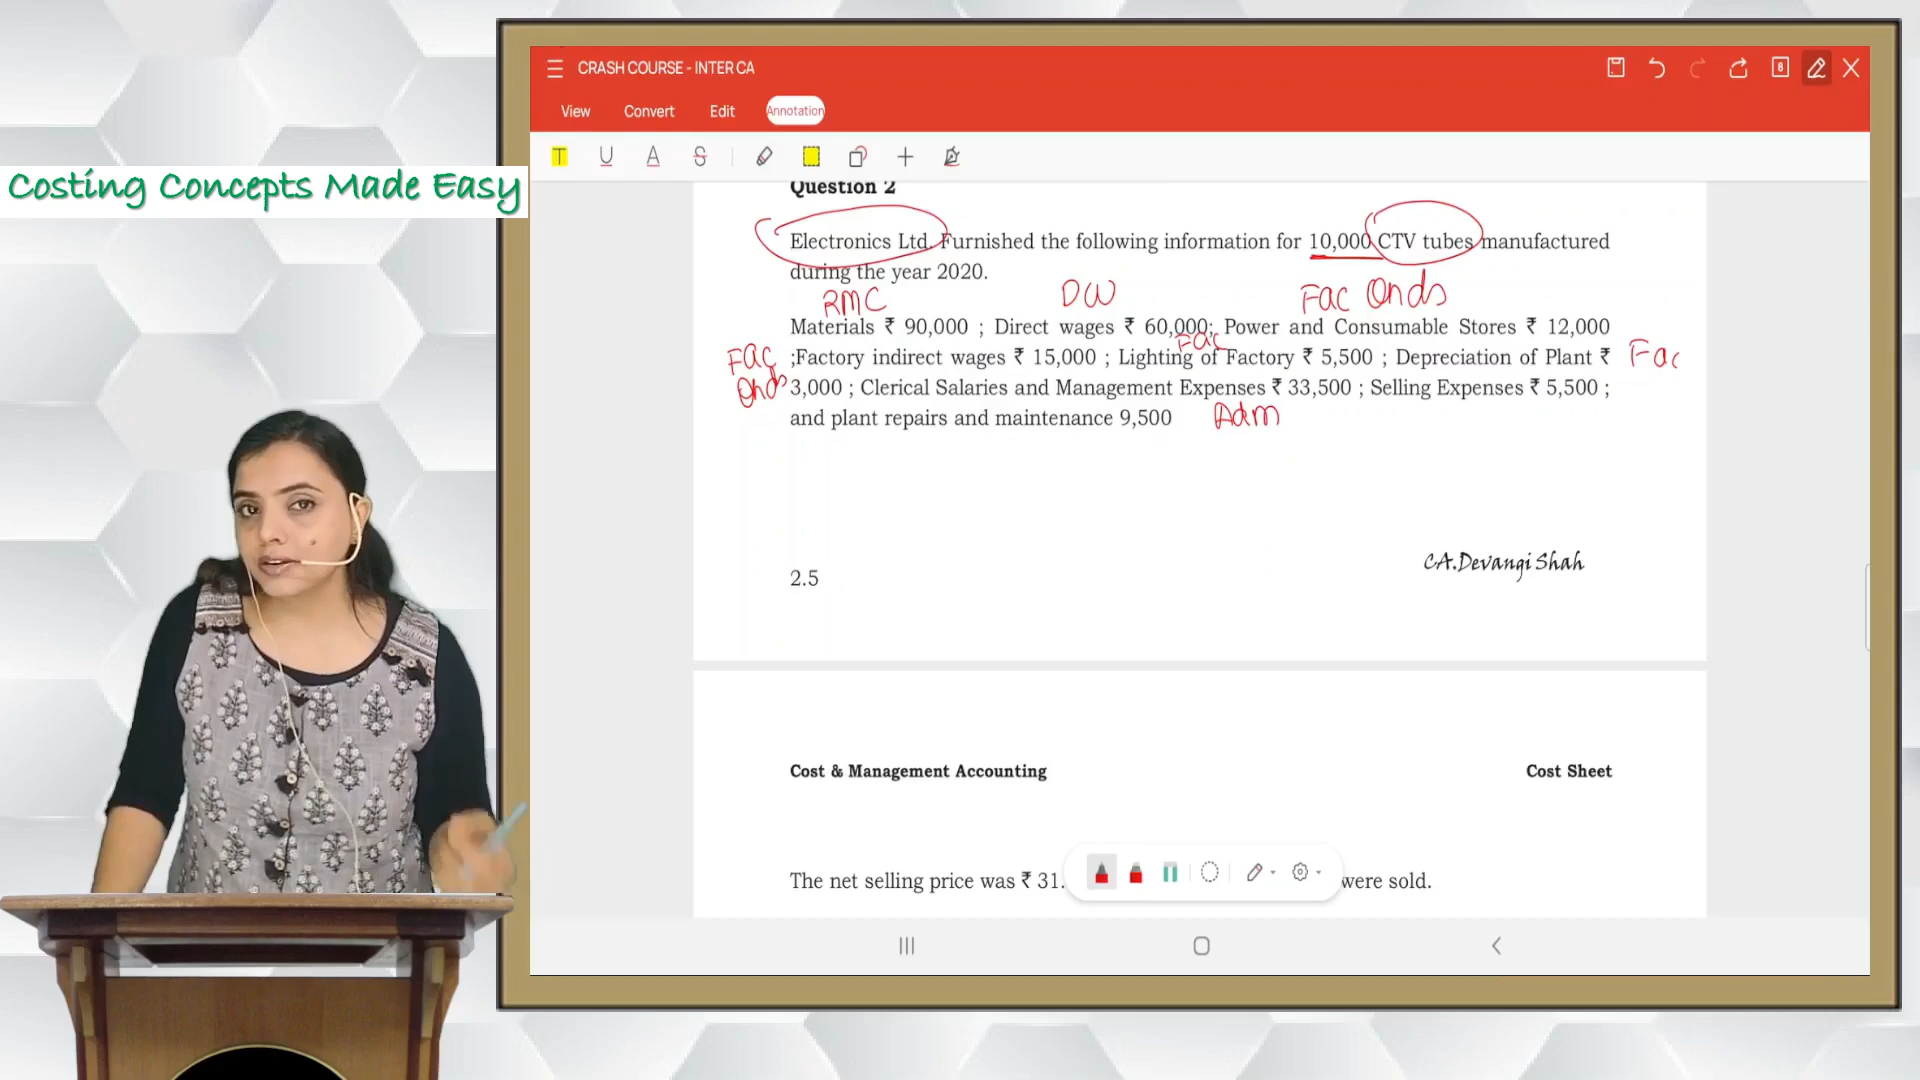 CRASH COURSE - INTER CA
8
View Convert Edit Annotation
T U A S
Costing Concepts Made Easy
Question 2
Electronics Ltd. Furnished the following information for 10,000 CTV tubes manufactured
during the year 2020.
RMC DW Fac Ohds
Materials ₹ 90,000 ; Direct wages ₹ 60,000; Power and Consumable Stores ₹ 12,000
Fac
Fac ;Factory indirect wages ₹ 15,000 ; Lighting of Factory ₹ 5,500 ; Depreciation of Plant ₹ Fac
Ohds 3,000 ; Clerical Salaries and Management Expenses ₹ 33,500 ; Selling Expenses ₹ 5,500 ;
and plant repairs and maintenance 9,500 Adm
CA.Devangi Shah
2.5
Cost & Management Accounting Cost Sheet
The net selling price was ₹ 31. were sold.